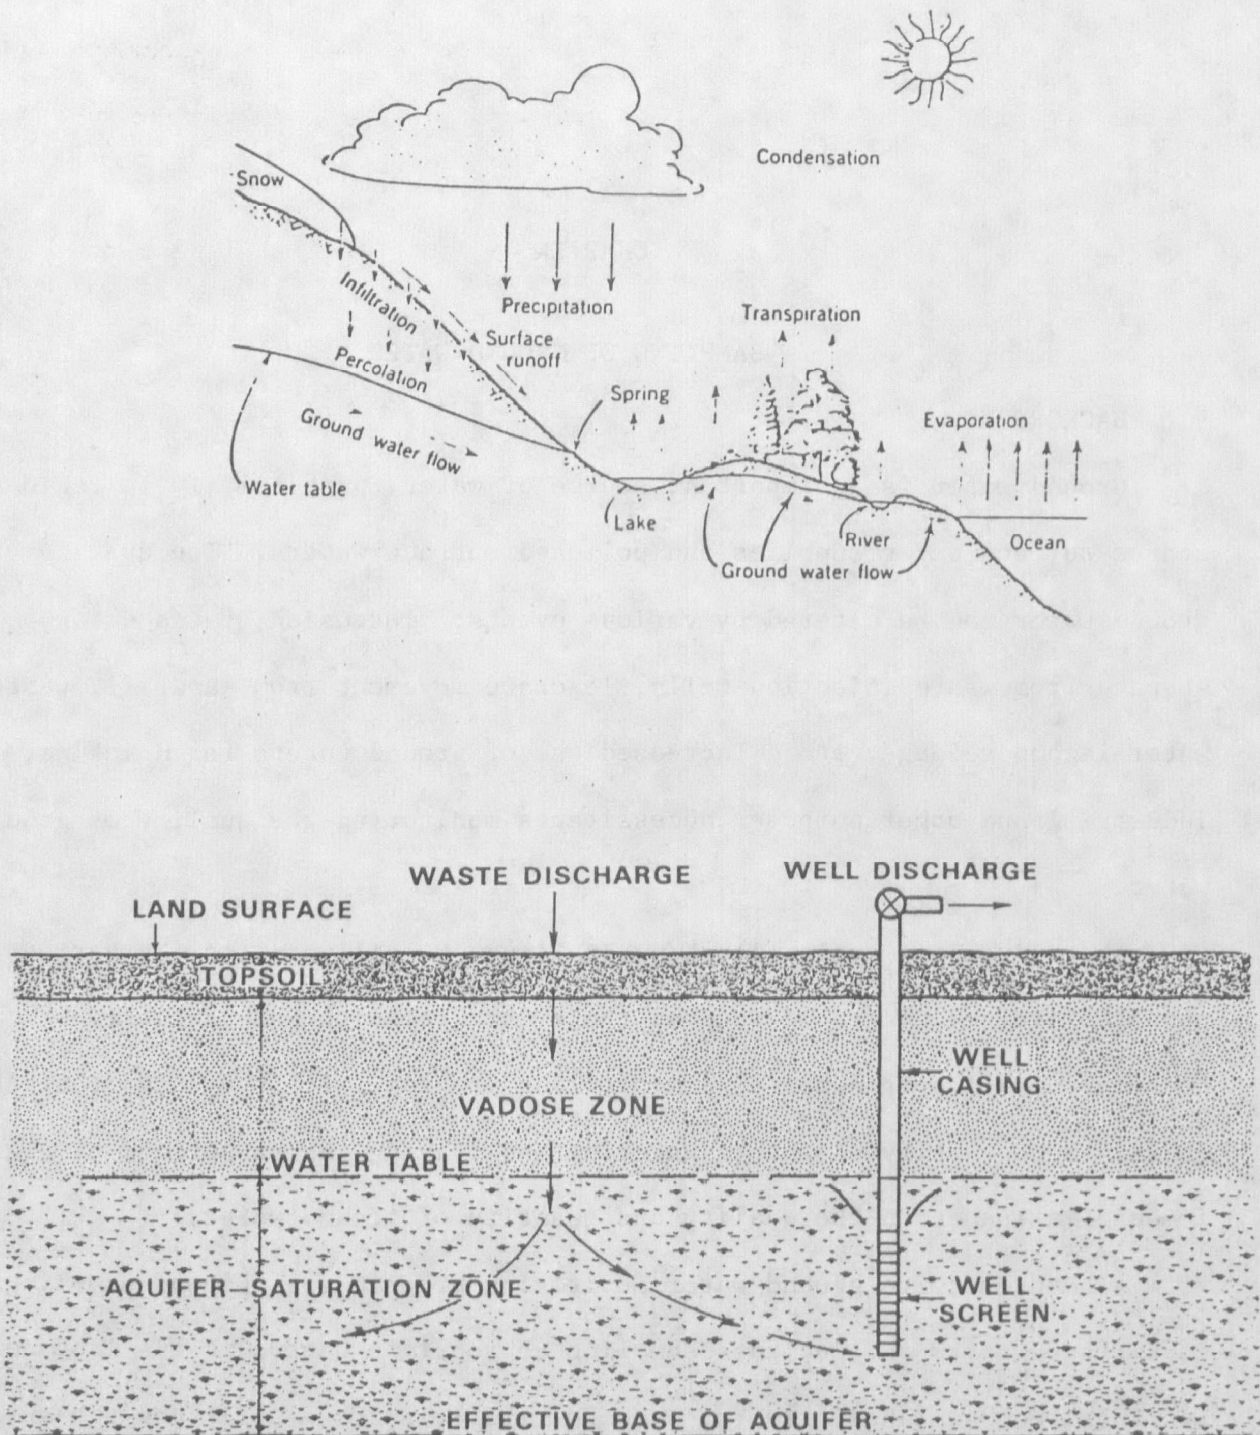 Condensation
Snow
Infiltration
Precipitation
Transpiration
Surface
runoff
Percolation
Spring
Evaporation
Ground water flow
Water table
Lake
River
Ocean
Ground water flow
WASTE DISCHARGE
WELL DISCHARGE
LAND SURFACE
TOPSOIL
WELL
CASING
VADOSE ZONE
WATER TABLE
AQUIFER—SATURATION ZONE
WELL
SCREEN
EFFECTIVE BASE OF AQUIFER